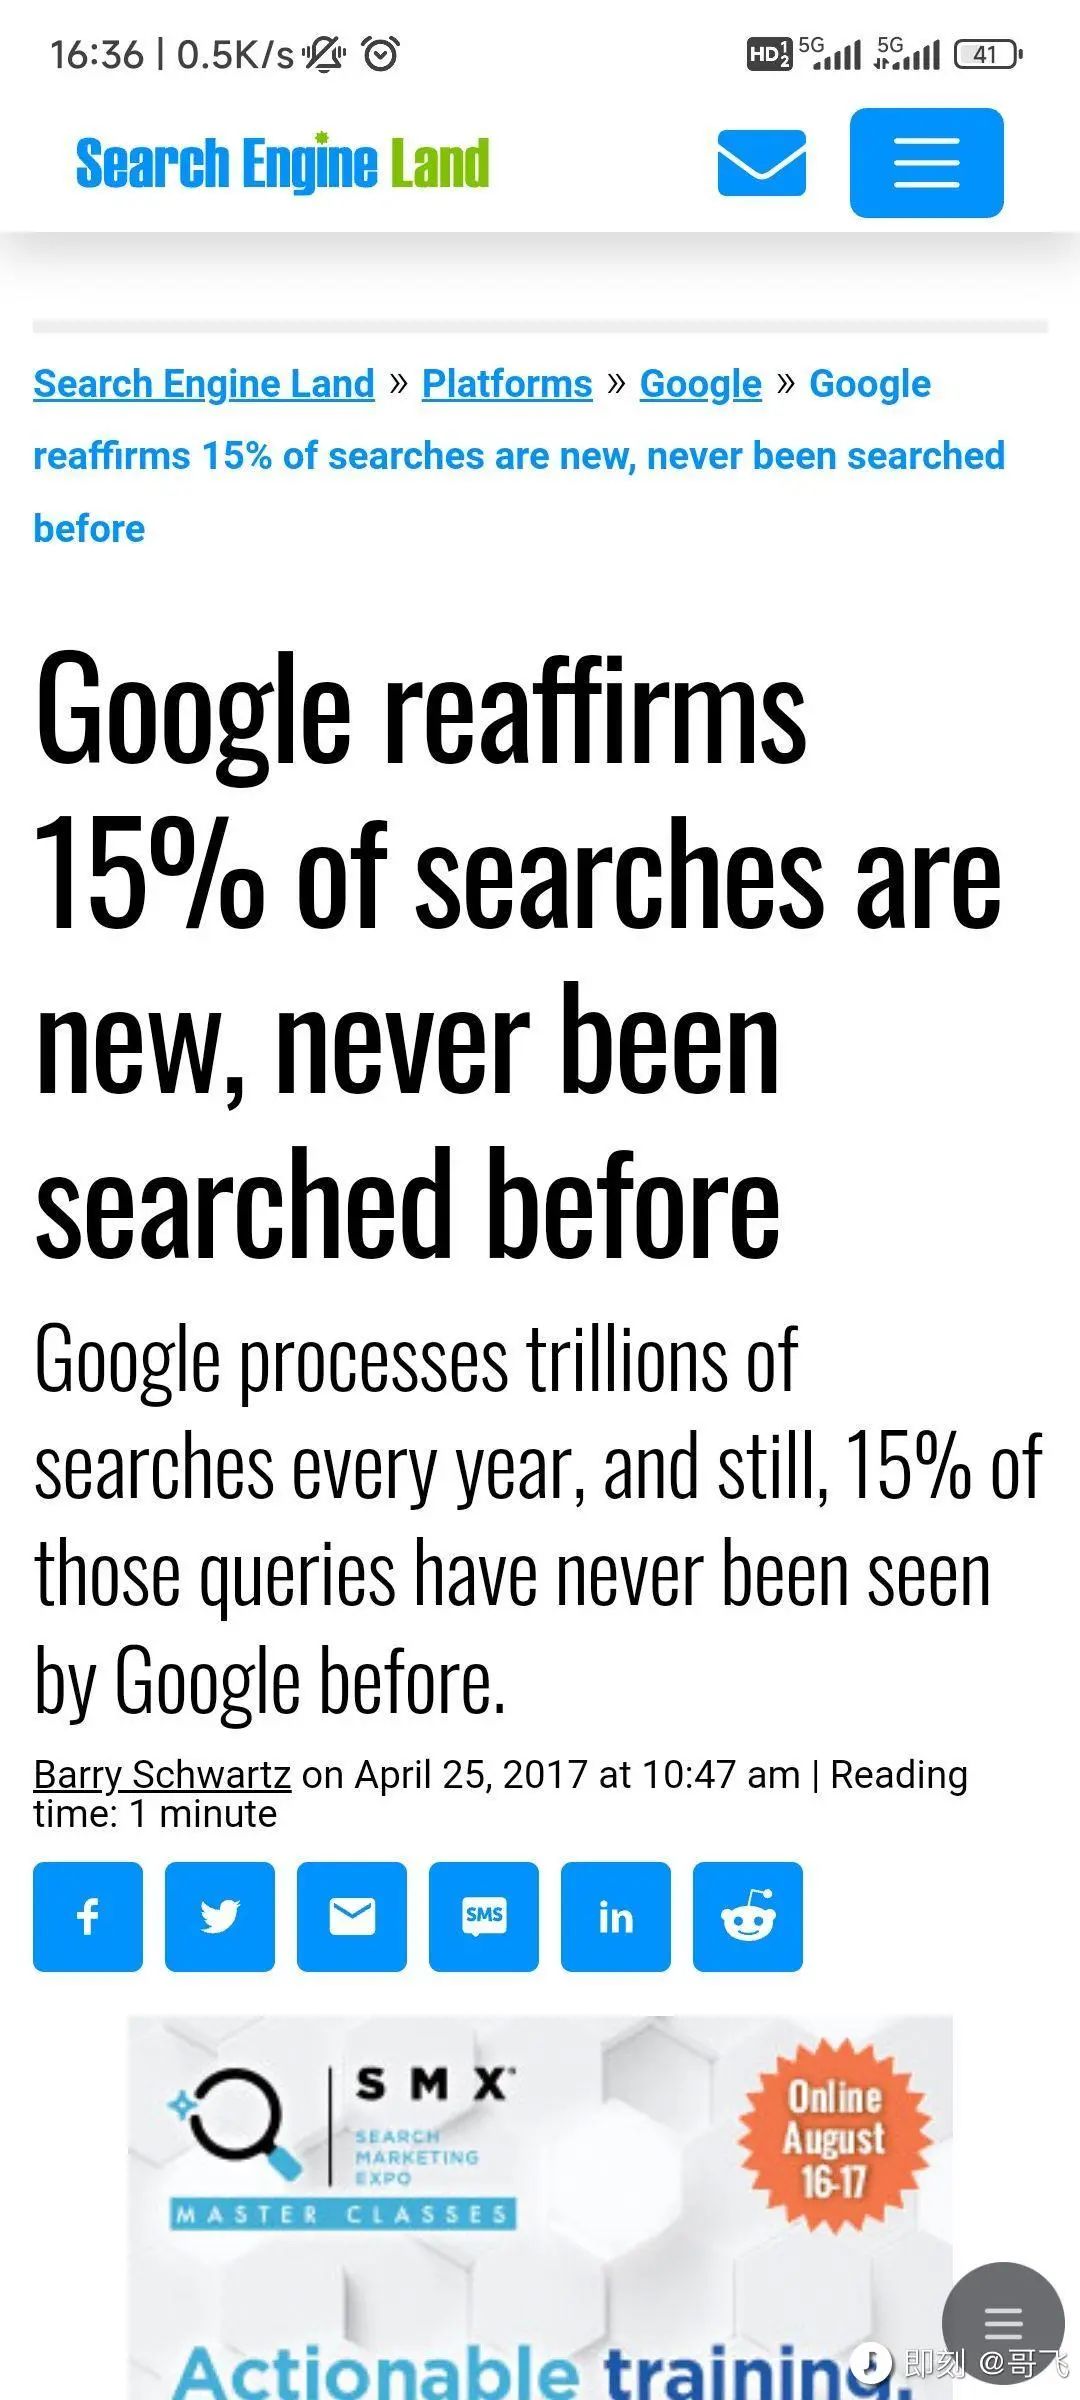 16:36 | 0.5K/s
HD 1 2 5G 5G 41
Search Engine Land
Search Engine Land » Platforms » Google » Google
reaffirms 15% of searches are new, never been searched
before
Google reaffirms
15% of searches are
new, never been
searched before
Google processes trillions of
searches every year, and still, 15% of
those queries have never been seen
by Google before.
Barry Schwartz on April 25, 2017 at 10:47 am | Reading
time: 1 minute
f
SMS
in
SMX
SEARCH
MARKETING
EXPO
MASTER CLASSES
Online
August
16-17
Actionable training.
即刻 @哥飞